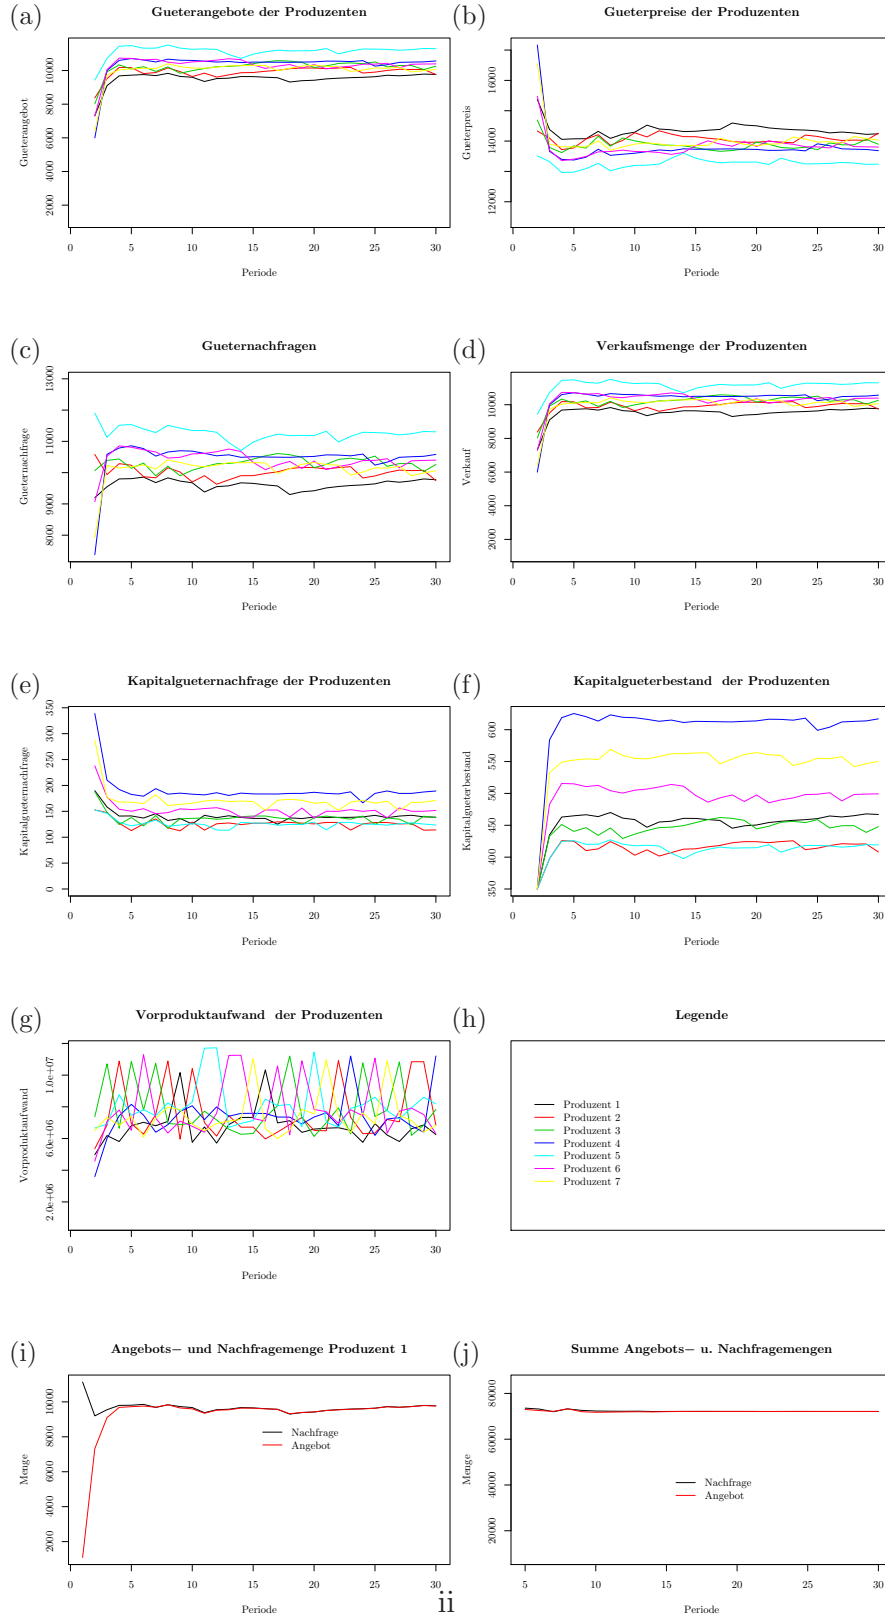 (a)
Gueterangebote der Produzenten
Gueterangebot
2000 4000 6000 8000 10000
0 5 10 15 20 25 30
Periode
(b)
Gueterpreise der Produzenten
Gueterpreis
12000 14000 16000
0 5 10 15 20 25 30
Periode
(c)
Gueternachfragen
Gueternachfrage
8000 9000 11000 13000
0 5 10 15 20 25 30
Periode
(d)
Verkaufsmenge der Produzenten
Verkauf
2000 4000 6000 8000 10000
0 5 10 15 20 25 30
Periode
(e)
Kapitalgueternachfrage der Produzenten
Kapitalgueternachfrage
0 50 100 150 200 250 300 350
0 5 10 15 20 25 30
Periode
(f)
Kapitalgueterbestand der Produzenten
Kapitalgueterbestand
350 400 450 500 550 600
0 5 10 15 20 25 30
Periode
(g)
Vorproduktaufwand der Produzenten
Vorproduktaufwand
2.0e+06 6.0e+06 1.0e+07
0 5 10 15 20 25 30
Periode
(h)
Legende
Produzent 1
Produzent 2
Produzent 3
Produzent 4
Produzent 5
Produzent 6
Produzent 7
(i)
Angebots− und Nachfragemenge Produzent 1
Menge
2000 4000 6000 8000 10000
Nachfrage
Angebot
0 5 10 15 20 25 30
Periode
(j)
Summe Angebots− u. Nachfragemengen
Menge
20000 40000 60000 80000
Nachfrage
Angebot
5 10 15 20 25 30
Periode
ii